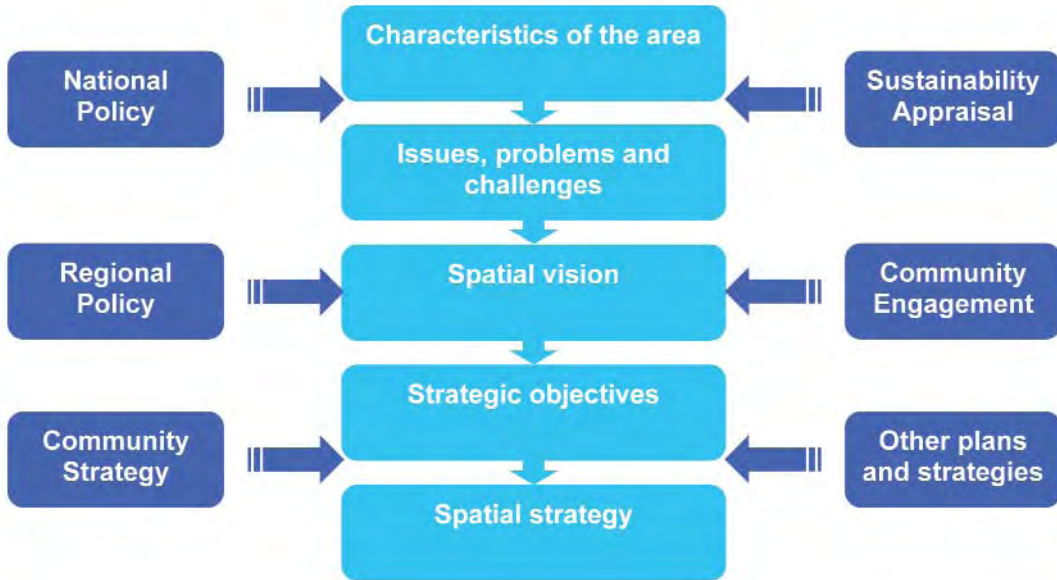 Characteristics of the area
National
Policy
Sustainability
Appraisal
Issues, problems and
challenges
Regional
Policy
Spatial vision
Community
Engagement
Strategic objectives
Community
Strategy
Other plans
and strategies
Spatial strategy